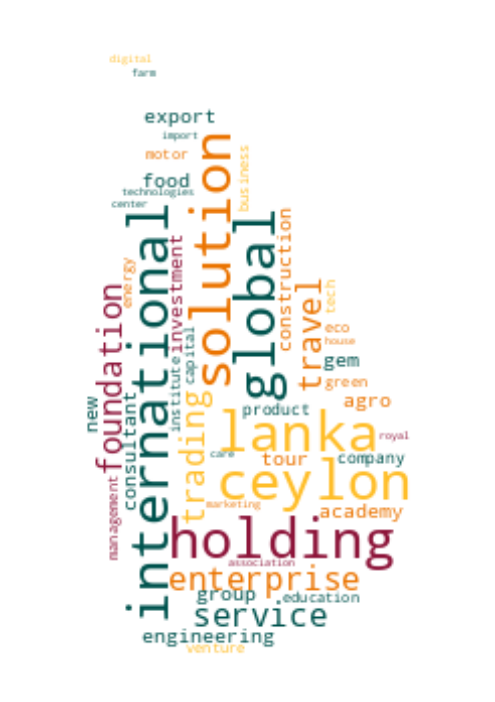 digital
farm
export
import
motor
food
technologies
center
business
solution
international
global
investment
construction
energy
foundation
travel
tech
eco
house
gem
green
agro
capital
institute
new
consultant
trading
product
lanka
royal
care
tour
company
ceylon
management
marketing
academy
holding
association
enterprise
group
education
service
engineering
venture